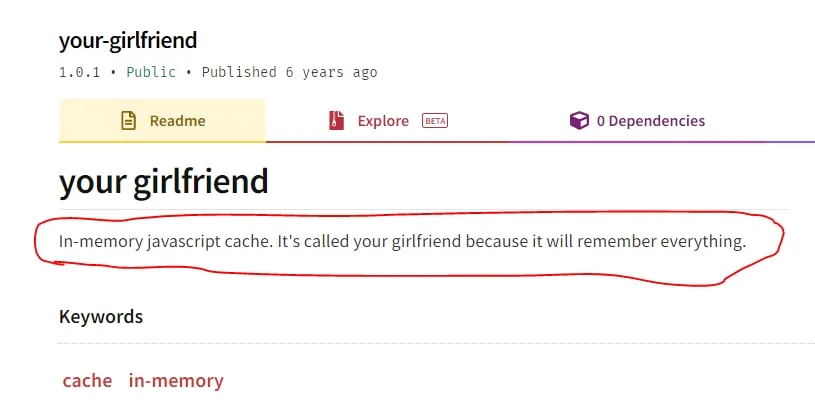 your-girlfriend
1.0.1 • Public • Published 6 years ago
Readme
Explore BETA
0 Dependencies
your girlfriend
In-memory javascript cache. It's called your girlfriend because it will remember everything.
Keywords
cache in-memory